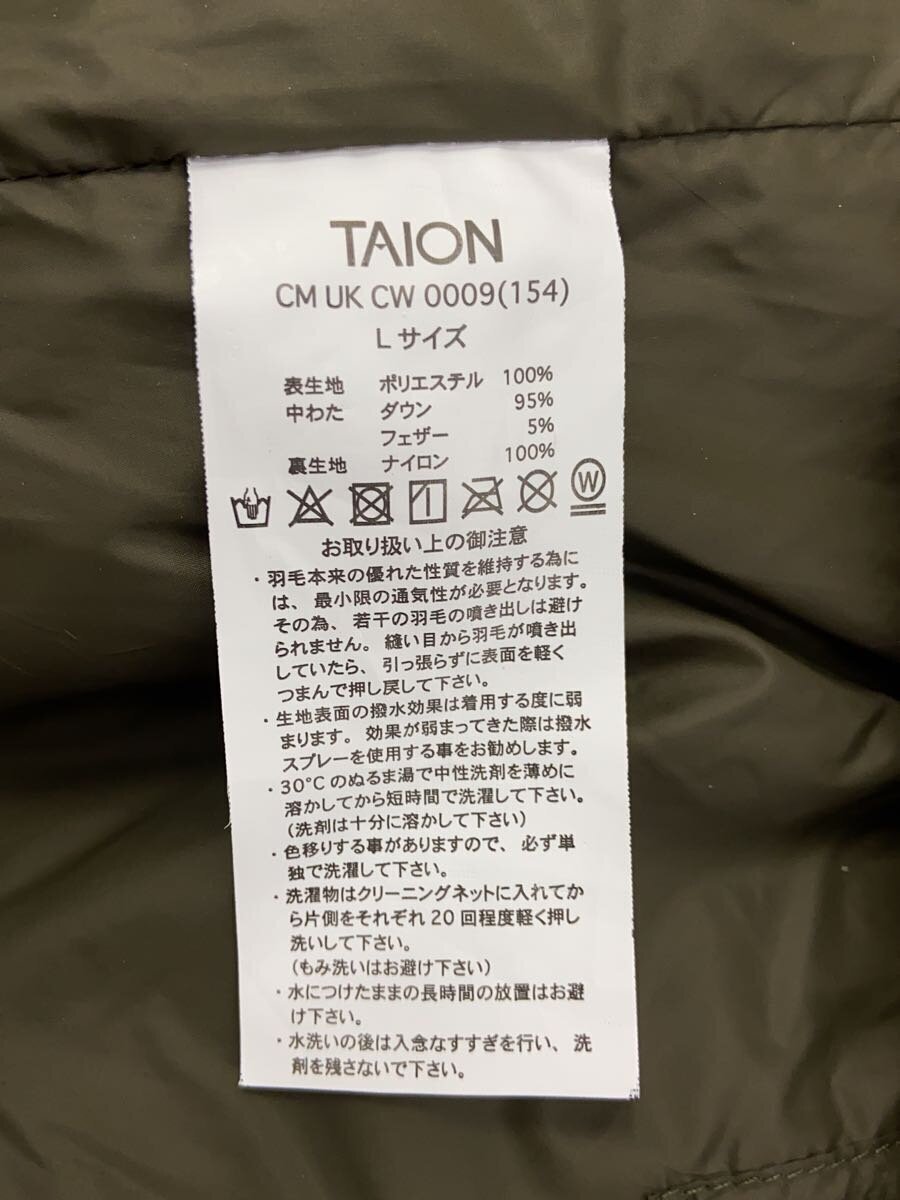 TAION
CM UK CW 0009(154)
L サイズ
表生地 ポリエステル 100%
中わた ダウン 95%
フェザー 5%
裏生地 ナイロン 100%
W
お取り扱い上の御注意
・羽毛本来の優れた性質を維持する為に
は、最小限の通気性が必要となります。
その為、若干の羽毛の噴き出しは避け
られません。縫い目から羽毛が噴き出
していたら、引っ張らずに表面を軽く
つまんで押し戻して下さい。
・生地表面の撥水効果は着用する度に弱
まります。効果が弱まってきた際は撥水
スプレーを使用する事をお勧めします。
・30°Cのぬるま湯で中性洗剤を薄めに
溶かしてから短時間で洗濯して下さい。
(洗剤は十分に溶かして下さい)
・色移りする事がありますので、必ず単
独で洗濯して下さい。
・洗濯物はクリーニングネットに入れてか
ら片側をそれぞれ20回程度軽く押し
洗いして下さい。
(もみ洗いはお避け下さい)
・水につけたままの長時間の放置はお避
け下さい。
・水洗いの後は入念なすすぎを行い、洗
剤を残さないで下さい。